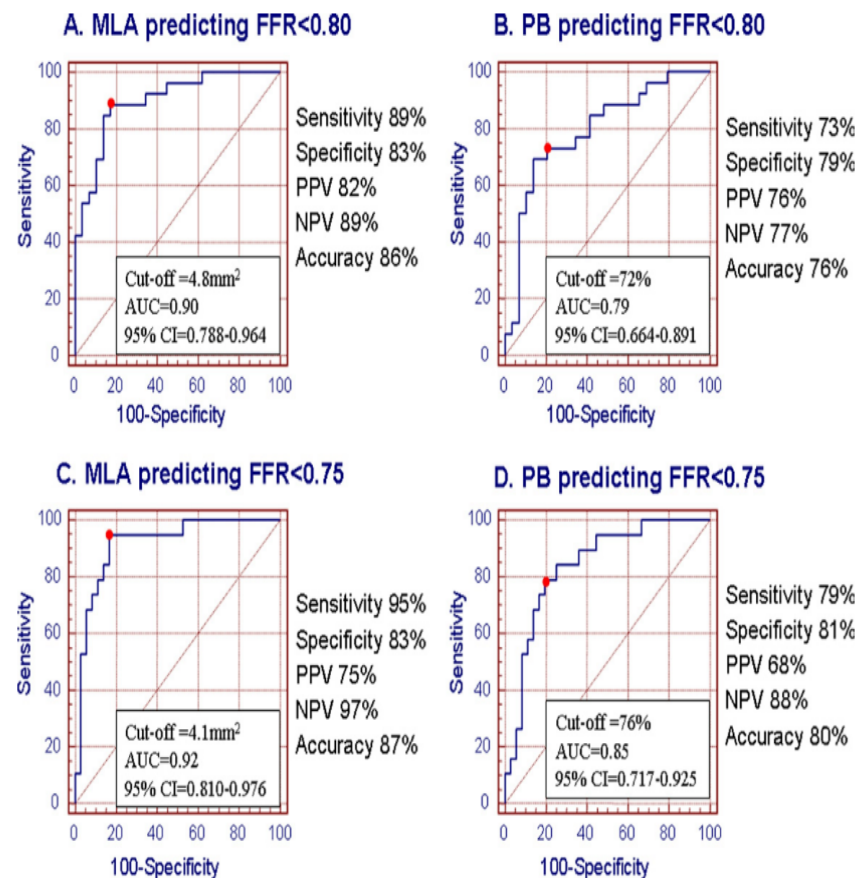 A. MLA predicting FFR<0.80
100
80
60
40
20
0
Sensitivity
0 20 40 60 80 100
100-Specificity
Cut-off =4.8mm²
AUC=0.90
95% CI=0.788-0.964
Sensitivity 89%
Specificity 83%
PPV 82%
NPV 89%
Accuracy 86%
B. PB predicting FFR<0.80
100
80
60
40
20
0
Sensitivity
0 20 40 60 80 100
100-Specificity
Cut-off =72%
AUC=0.79
95% CI=0.664-0.891
Sensitivity 73%
Specificity 79%
PPV 76%
NPV 77%
Accuracy 76%
C. MLA predicting FFR<0.75
100
80
60
40
20
0
Sensitivity
0 20 40 60 80 100
100-Specificity
Cut-off =4.1mm²
AUC=0.92
95% CI=0.810-0.976
Sensitivity 95%
Specificity 83%
PPV 75%
NPV 97%
Accuracy 87%
D. PB predicting FFR<0.75
100
80
60
40
20
0
Sensitivity
0 20 40 60 80 100
100-Specificity
Cut-off =76%
AUC=0.85
95% CI=0.717-0.925
Sensitivity 79%
Specificity 81%
PPV 68%
NPV 88%
Accuracy 80%